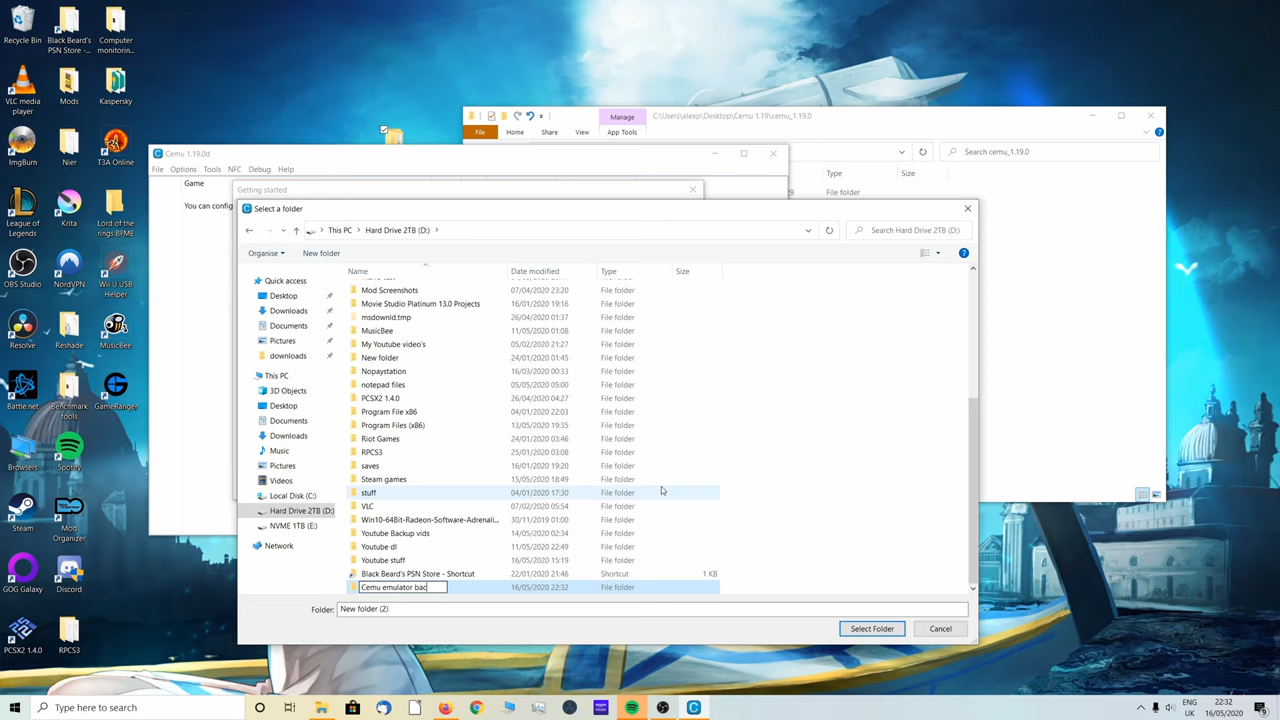 Recycle Bin
Black Beard's
PSN Store -...
Computer
monitorin...
VLC media
player
Mods
Kaspersky
ImgBurn
Nier
T3A Online
League of
Legends
Krita
Lord of the
rings BFME
OBS Studio
NordVPN
Wii U USB
Helper
Resolve
Reshade
MusicBee
Battle.net
Benchmark
tools
GameRanger
Browsers
Spotify
Steam
Mod
Organizer
GOG Galaxy
Discord
PCSX2 1.4.0
RPCS3
Manage
C:\Users\alexp\Desktop\Cemu 1.19\cemu_1.19.0
File
Home
Share
View
App Tools
Search cemu_1.19.0
Type
Size
File folder
Cemu 1.19.0d
File
Options
Tools
NFC
Debug
Help
Game
You can config
Getting started
Select a folder
This PC
Hard Drive 2TB (D:)
Search Hard Drive 2TB (D:)
Organise
New folder
Name
Date modified
Type
Size
Quick access
Desktop
Downloads
Documents
Pictures
downloads
This PC
3D Objects
Desktop
Documents
Downloads
Music
Pictures
Videos
Local Disk (C:)
Hard Drive 2TB (D:)
NVME 1TB (E:)
Network
Mod Screenshots 07/04/2020 23:20 File folder
Movie Studio Platinum 13.0 Projects 16/01/2020 19:16 File folder
msdownld.tmp 26/04/2020 01:37 File folder
MusicBee 11/05/2020 01:08 File folder
My Youtube video's 05/02/2020 21:27 File folder
New folder 24/01/2020 01:45 File folder
Nopaystation 16/03/2020 00:33 File folder
notepad files 05/05/2020 05:00 File folder
PCSX2 1.4.0 26/04/2020 04:27 File folder
Program File x86 04/01/2020 22:03 File folder
Program Files (x86) 13/05/2020 19:35 File folder
Riot Games 24/01/2020 03:46 File folder
RPCS3 25/01/2020 03:08 File folder
saves 16/01/2020 19:20 File folder
Steam games 15/05/2020 18:49 File folder
stuff 04/01/2020 17:30 File folder
VLC 07/02/2020 05:54 File folder
Win10-64Bit-Radeon-Software-Adrenali... 30/11/2019 01:00 File folder
Youtube Backup vids 14/05/2020 02:34 File folder
Youtube dl 11/05/2020 22:49 File folder
Youtube stuff 16/05/2020 15:19 File folder
Black Beard's PSN Store - Shortcut 22/01/2020 21:46 Shortcut 1 KB
Cemu emulator bac 16/05/2020 22:32 File folder
Folder: New folder (2)
Select Folder
Cancel
Type here to search
ENG
UK
22:32
16/05/2020